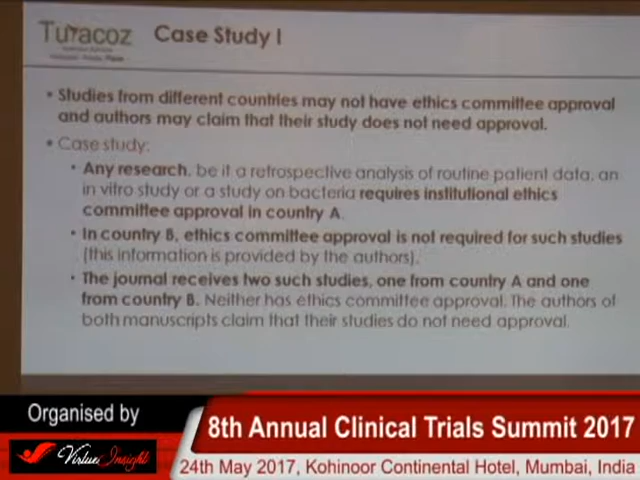 Turacoz
Case Study I
• Studies from different countries may not have ethics committee approval
and authors may claim that their study does not need approval.
• Case study:
• Any research, be it a retrospective analysis of routine patient data, an
in vitro study or a study on bacteria requires institutional ethics
committee approval in country A.
• In country B, ethics committee approval is not required for such studies
(this information is provided by the authors).
• The journal receives two such studies, one from country A and one
from country B. Neither has ethics committee approval. The authors of
both manuscripts claim that their studies do not need approval.
Organised by
Virtue Insight
8th Annual Clinical Trials Summit 2017
24th May 2017, Kohinoor Continental Hotel, Mumbai, India